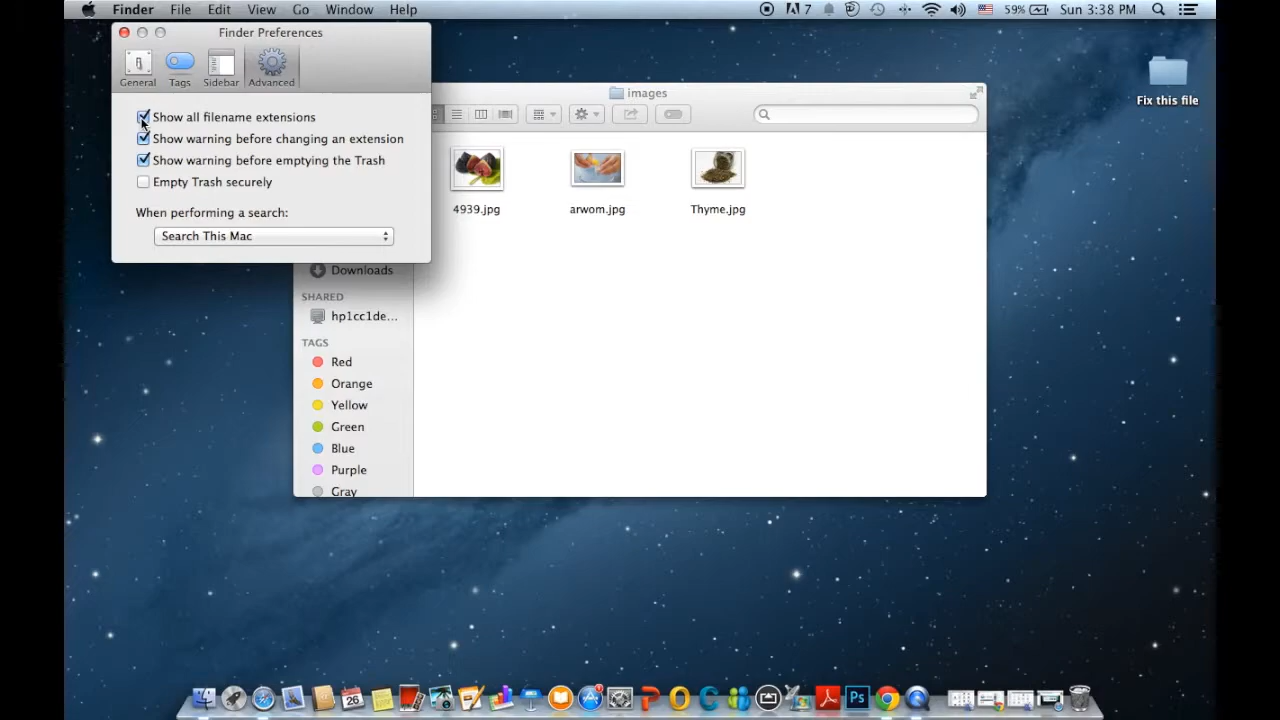 Finder File Edit View Go Window Help 7 59% Sun 3:38 PM
Finder Preferences
General Tags Sidebar Advanced
Show all filename extensions
Show warning before changing an extension
Show warning before emptying the Trash
Empty Trash securely
When performing a search:
Search This Mac
images
4939.jpg arwom.jpg Thyme.jpg
Downloads
SHARED
hp1cc1de...
TAGS
Red
Orange
Yellow
Green
Blue
Purple
Gray
Fix this file
26
Ps